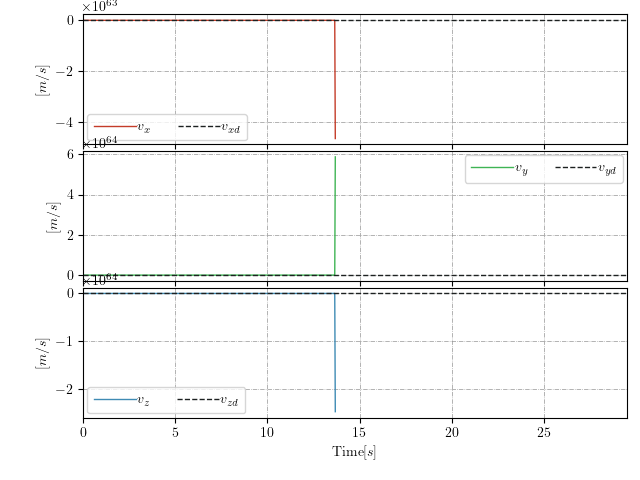 ×10^63
0
−2
−4
[m/s]
v_x v_xd
×10^64
6
4
2
0
[m/s]
v_y v_yd
×10^64
0
−1
−2
[m/s]
v_z v_zd
0 5 10 15 20 25
Time[s]